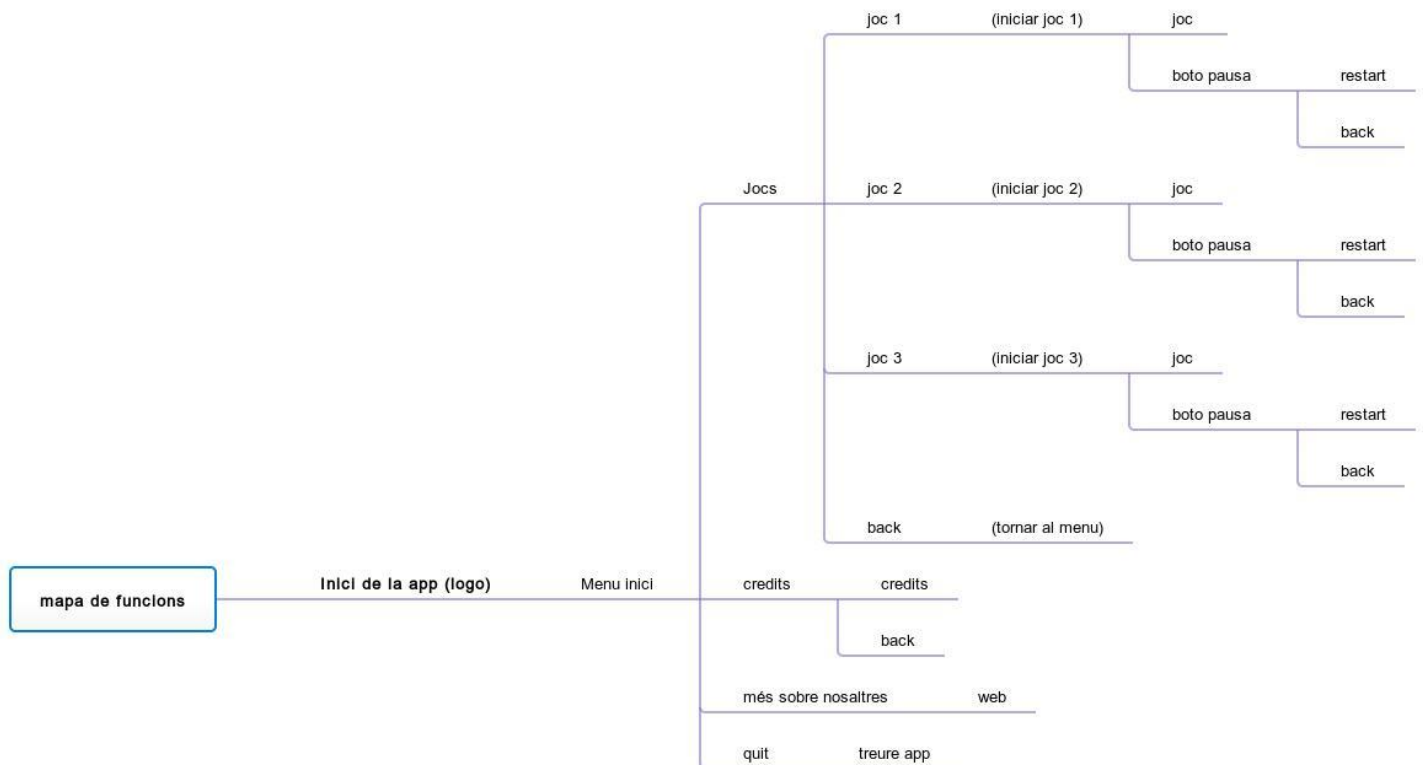 joc 1 (iniciar joc 1) joc
boto pausa restart
back
Jocs joc 2 (iniciar joc 2) joc
boto pausa restart
back
joc 3 (iniciar joc 3) joc
boto pausa restart
back
back (tornar al menu)
mapa de funcions Inici de la app (logo) Menu inici credits credits
back
més sobre nosaltres web
quit treure app